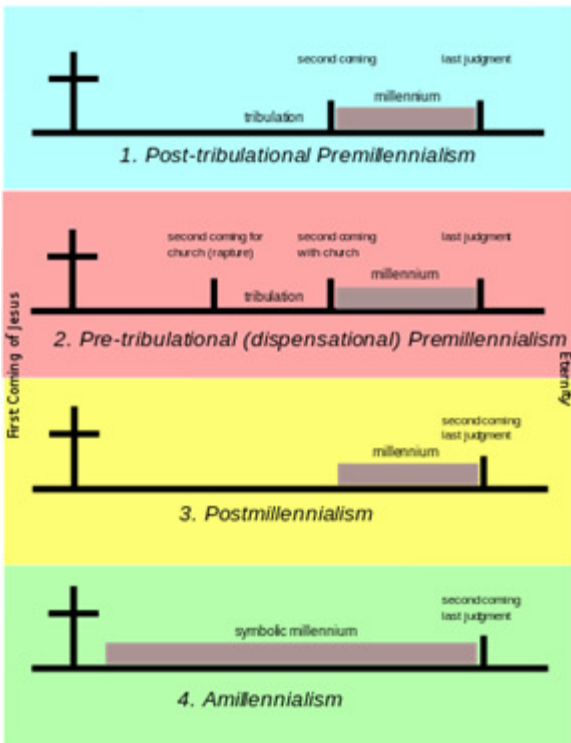 second coming
last judgment
millennium
tribulation
1. Post-tribulational Premillennialism
second coming for
church (rapture)
second coming
with church
last judgment
millennium
tribulation
2. Pre-tribulational (dispensational) Premillennialism
First Coming of Jesus
Eternity
second coming
last judgment
millennium
3. Postmillennialism
second coming
last judgment
symbolic millennium
4. Amillennialism